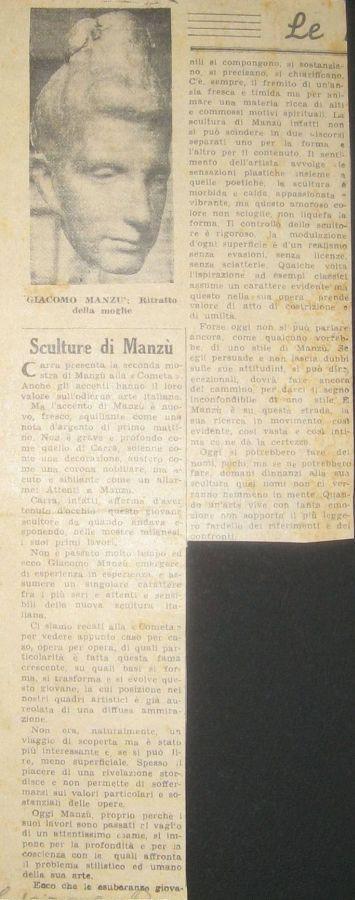 GIACOMO MANZU'; Ritratto
della moglie
Sculture di Manzù
Carra presenta la seconda mo-
stra di Manzù alla « Cometa ».
Anche gli accenti hanno il loro
valore sull'odierna arte italiana.
Ma l'accento di Manzù è nuo-
vo, fresco, squillante come una
nota d'argento di primo matti-
no. Non è grave e profondo co-
me quello di Carrà, solenne co-
me una decorazione, austero co-
me una corona nobiliare, ma a-
cuto e sibilante come un allar-
me: Attenti a Manzù.
Carrà, infatti, afferma d'aver
tenuto d'occhio questo giovane
scultore da quando andava e-
sponendo, nelle mostre milanesi,
i suoi primi lavori.
Non è passato molto tempo ed
ecco Giacomo Manzù emergere
di esperienza in esperienza e as-
sumere un singolare carattere
fra i più seri e attenti e sensi-
bili della nuova scultura ita-
liana.
Ci siamo recati alla « Cometa »
per vedere appunto caso per ca-
so, opera per opera, di quali par-
ticolarità è fatta questa fama
crescente, su quali basi si for-
ma, si trasforma e si evolve que-
sto giovane, la cui posizione nei
nostri quadri artistici è già au-
reolata di una diffusa ammira-
zione.
Non era, naturalmente, un
viaggio di scoperta ma è stato
più interessante e, se si può di-
re, meno superficiale. Spesso il
piacere di una rivelazione stor-
disce e non permette di soffer-
marsi sui valori particolari e so-
stanziali delle opere.
Oggi Manzù, proprio perchè i
suoi lavori sono passati al vaglio
di un attentissimo esame, si im-
pone per la profondità e per la
coscienza con le quali affronta
il problema stilistico ed umano
della sua arte.
Ecco che le esuberanze giova-
Le
nili si compongono, si sostanzia-
no, si precisano, si chiarificano.
C'è, sempre, il fremito di un'an-
sia fresca e timida, ma per ani-
mare una materia ricca di alti
e commossi motivi spirituali. La
scultura di Manzù infatti non
si può scindere in due discorsi
separati uno per la forma e
l'altro per il contenuto. Il senti-
mento dell'artista avvolge le
sensazioni plastiche insieme a
quelle poetiche, la scultura è
morbida e calda, appassionata e
vibrante, ma questo amoroso ca-
lore non scioglie, non liquefa la
forma. Il controllo dello sculto-
re è rigoroso, la modulazione
d'ogni superficie è d'un realismo
senza evasioni, senza licenze,
senza sciatterie. Qualche volta
l'ispirazione ad esempi classici
assume un carattere evidente ma
questo nella sua opera prende
valore di atto di costrizione e
di umiltà.
Forse oggi non si può parlare
ancora, come qualcuno vorreb-
be, di uno stile di Manzù. Se
egli persuade e non lascia dubbi
sulle sue attitudini, si può dire,
eccezionali, dovrà fare ancora
del cammino, per darci il segno
inconfondibile di uno stile. E
Manzù è su questa strada, la
sua ricerca in movimento così
evidente, così vasta e così inti-
ma ce ne dà la certezza.
Oggi si potrebbero fare dei
nomi, pochi, ma se ne potrebbero
fare, domani dinnanzi alla sua
scultura quei nomi non ci ver-
ranno nemmeno in mente. Quan-
do un'arte vive con tanta emo-
zione non sopporta il più legge-
ro fardello dei riferimenti e dei
confronti.